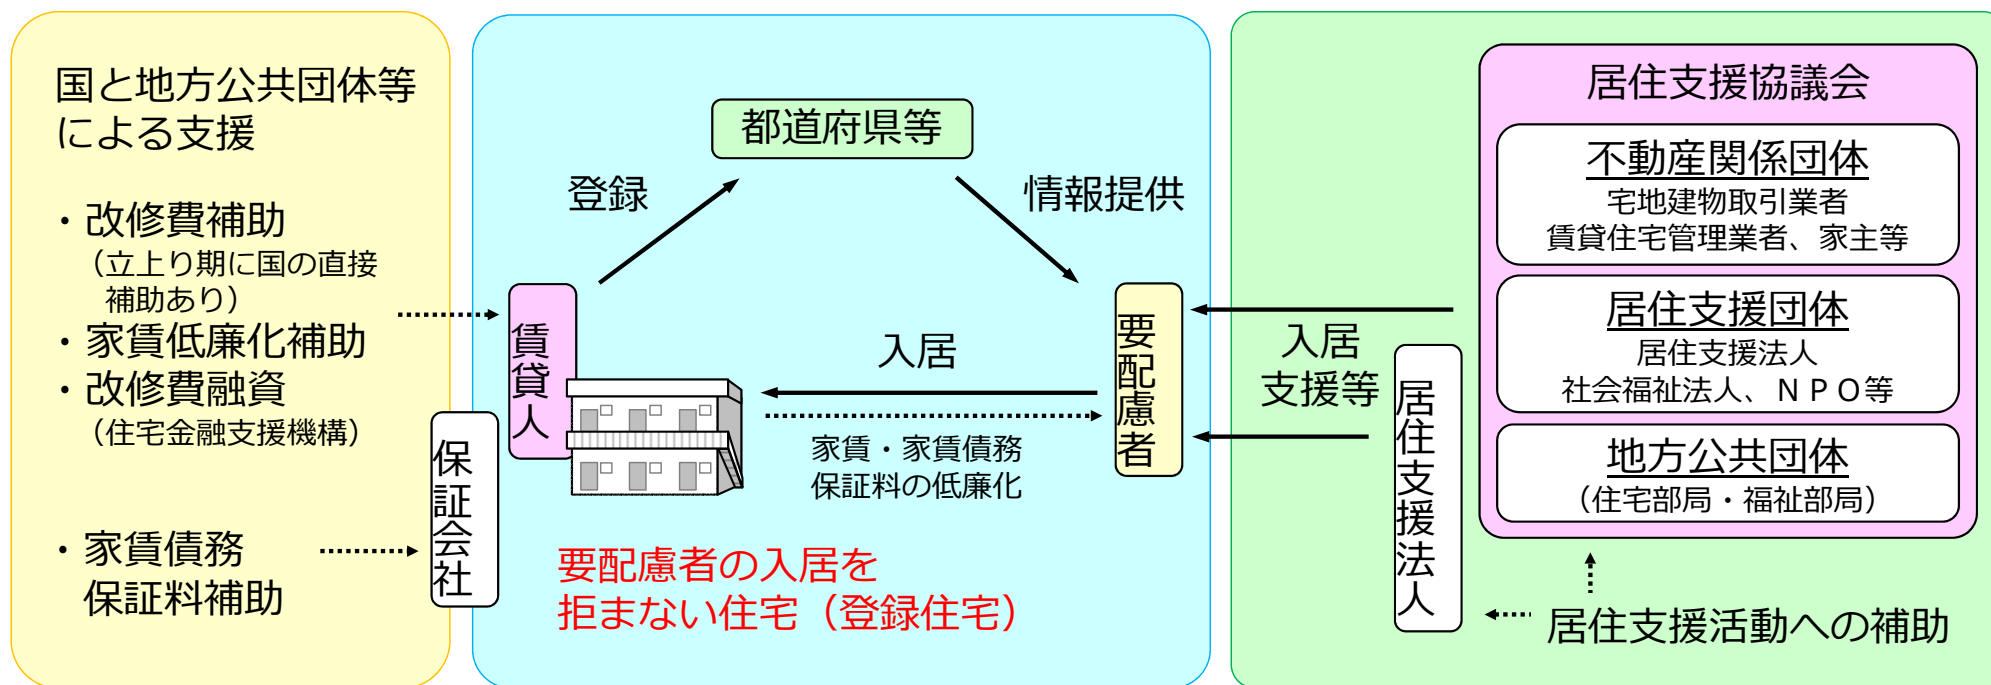 国と地方公共団体等
による支援
・改修費補助
（立上り期に国の直接
補助あり）
・家賃低廉化補助
・改修費融資
（住宅金融支援機構）
・家賃債務
保証料補助
保証会社
都道府県等
登録
情報提供
賃貸人
入居
家賃・家賃債務
保証料の低廉化
要配慮者
要配慮者の入居を
拒まない住宅（登録住宅）
入居
支援等
居住支援法人
居住支援協議会
不動産関係団体
宅地建物取引業者
賃貸住宅管理業者、家主等
居住支援団体
居住支援法人
社会福祉法人、ＮＰＯ等
地方公共団体
（住宅部局・福祉部局）
居住支援活動への補助